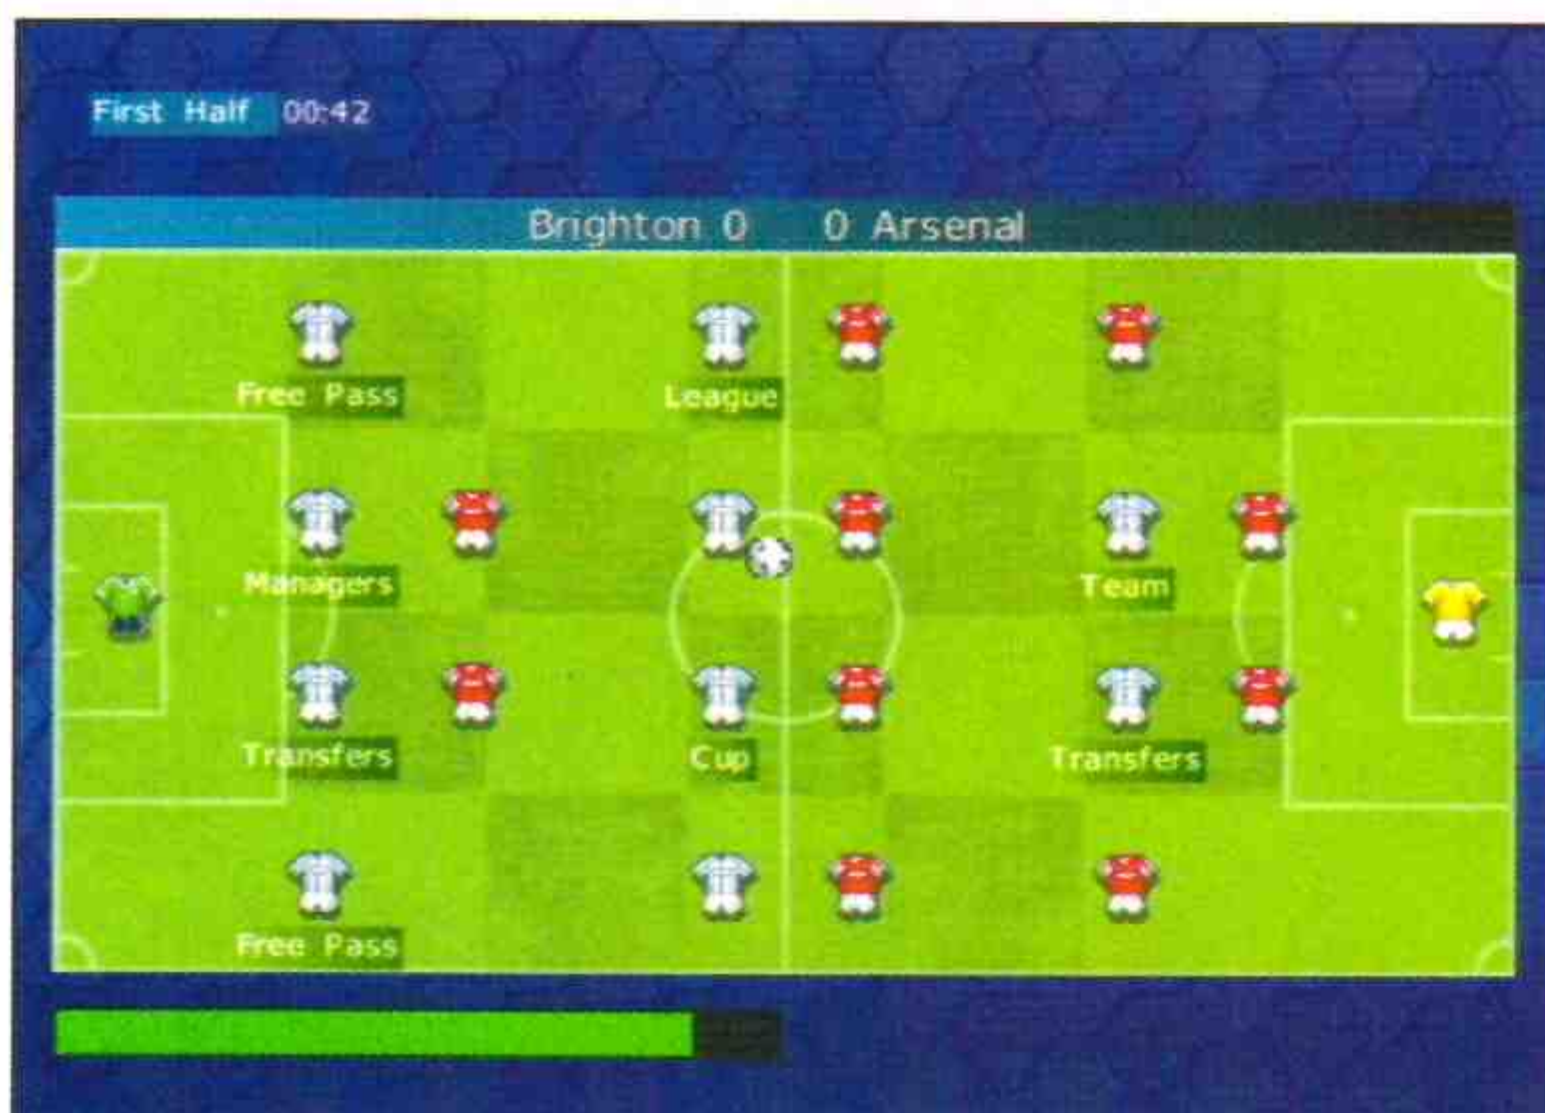 First Half 00:42
Brighton 0 0 Arsenal
Free Pass
League
Managers
Team
Transfers
Cup
Transfers
Free Pass